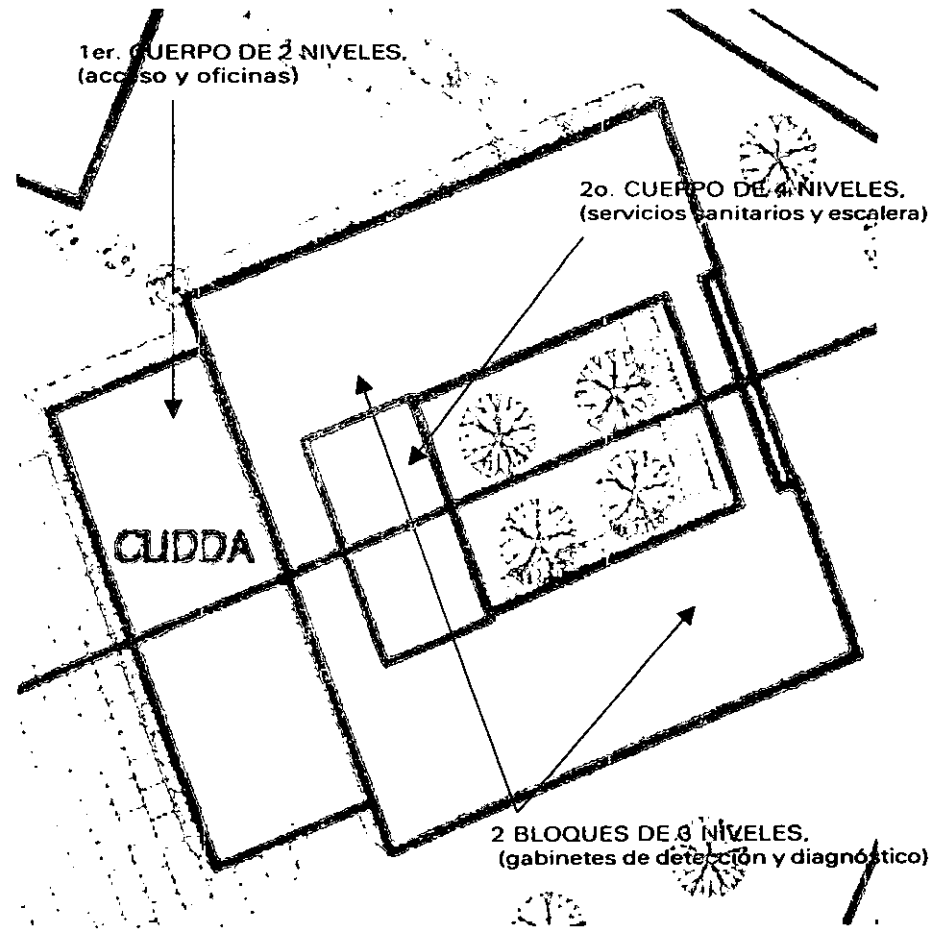 1er. CUERPO DE 2 NIVELES,
(acceso y oficinas)
2o. CUERPO DE 4 NIVELES,
(servicios sanitarios y escalera)
CUDDA
2 BLOQUES DE 3 NIVELES,
(gabinetes de detección y diagnóstico)